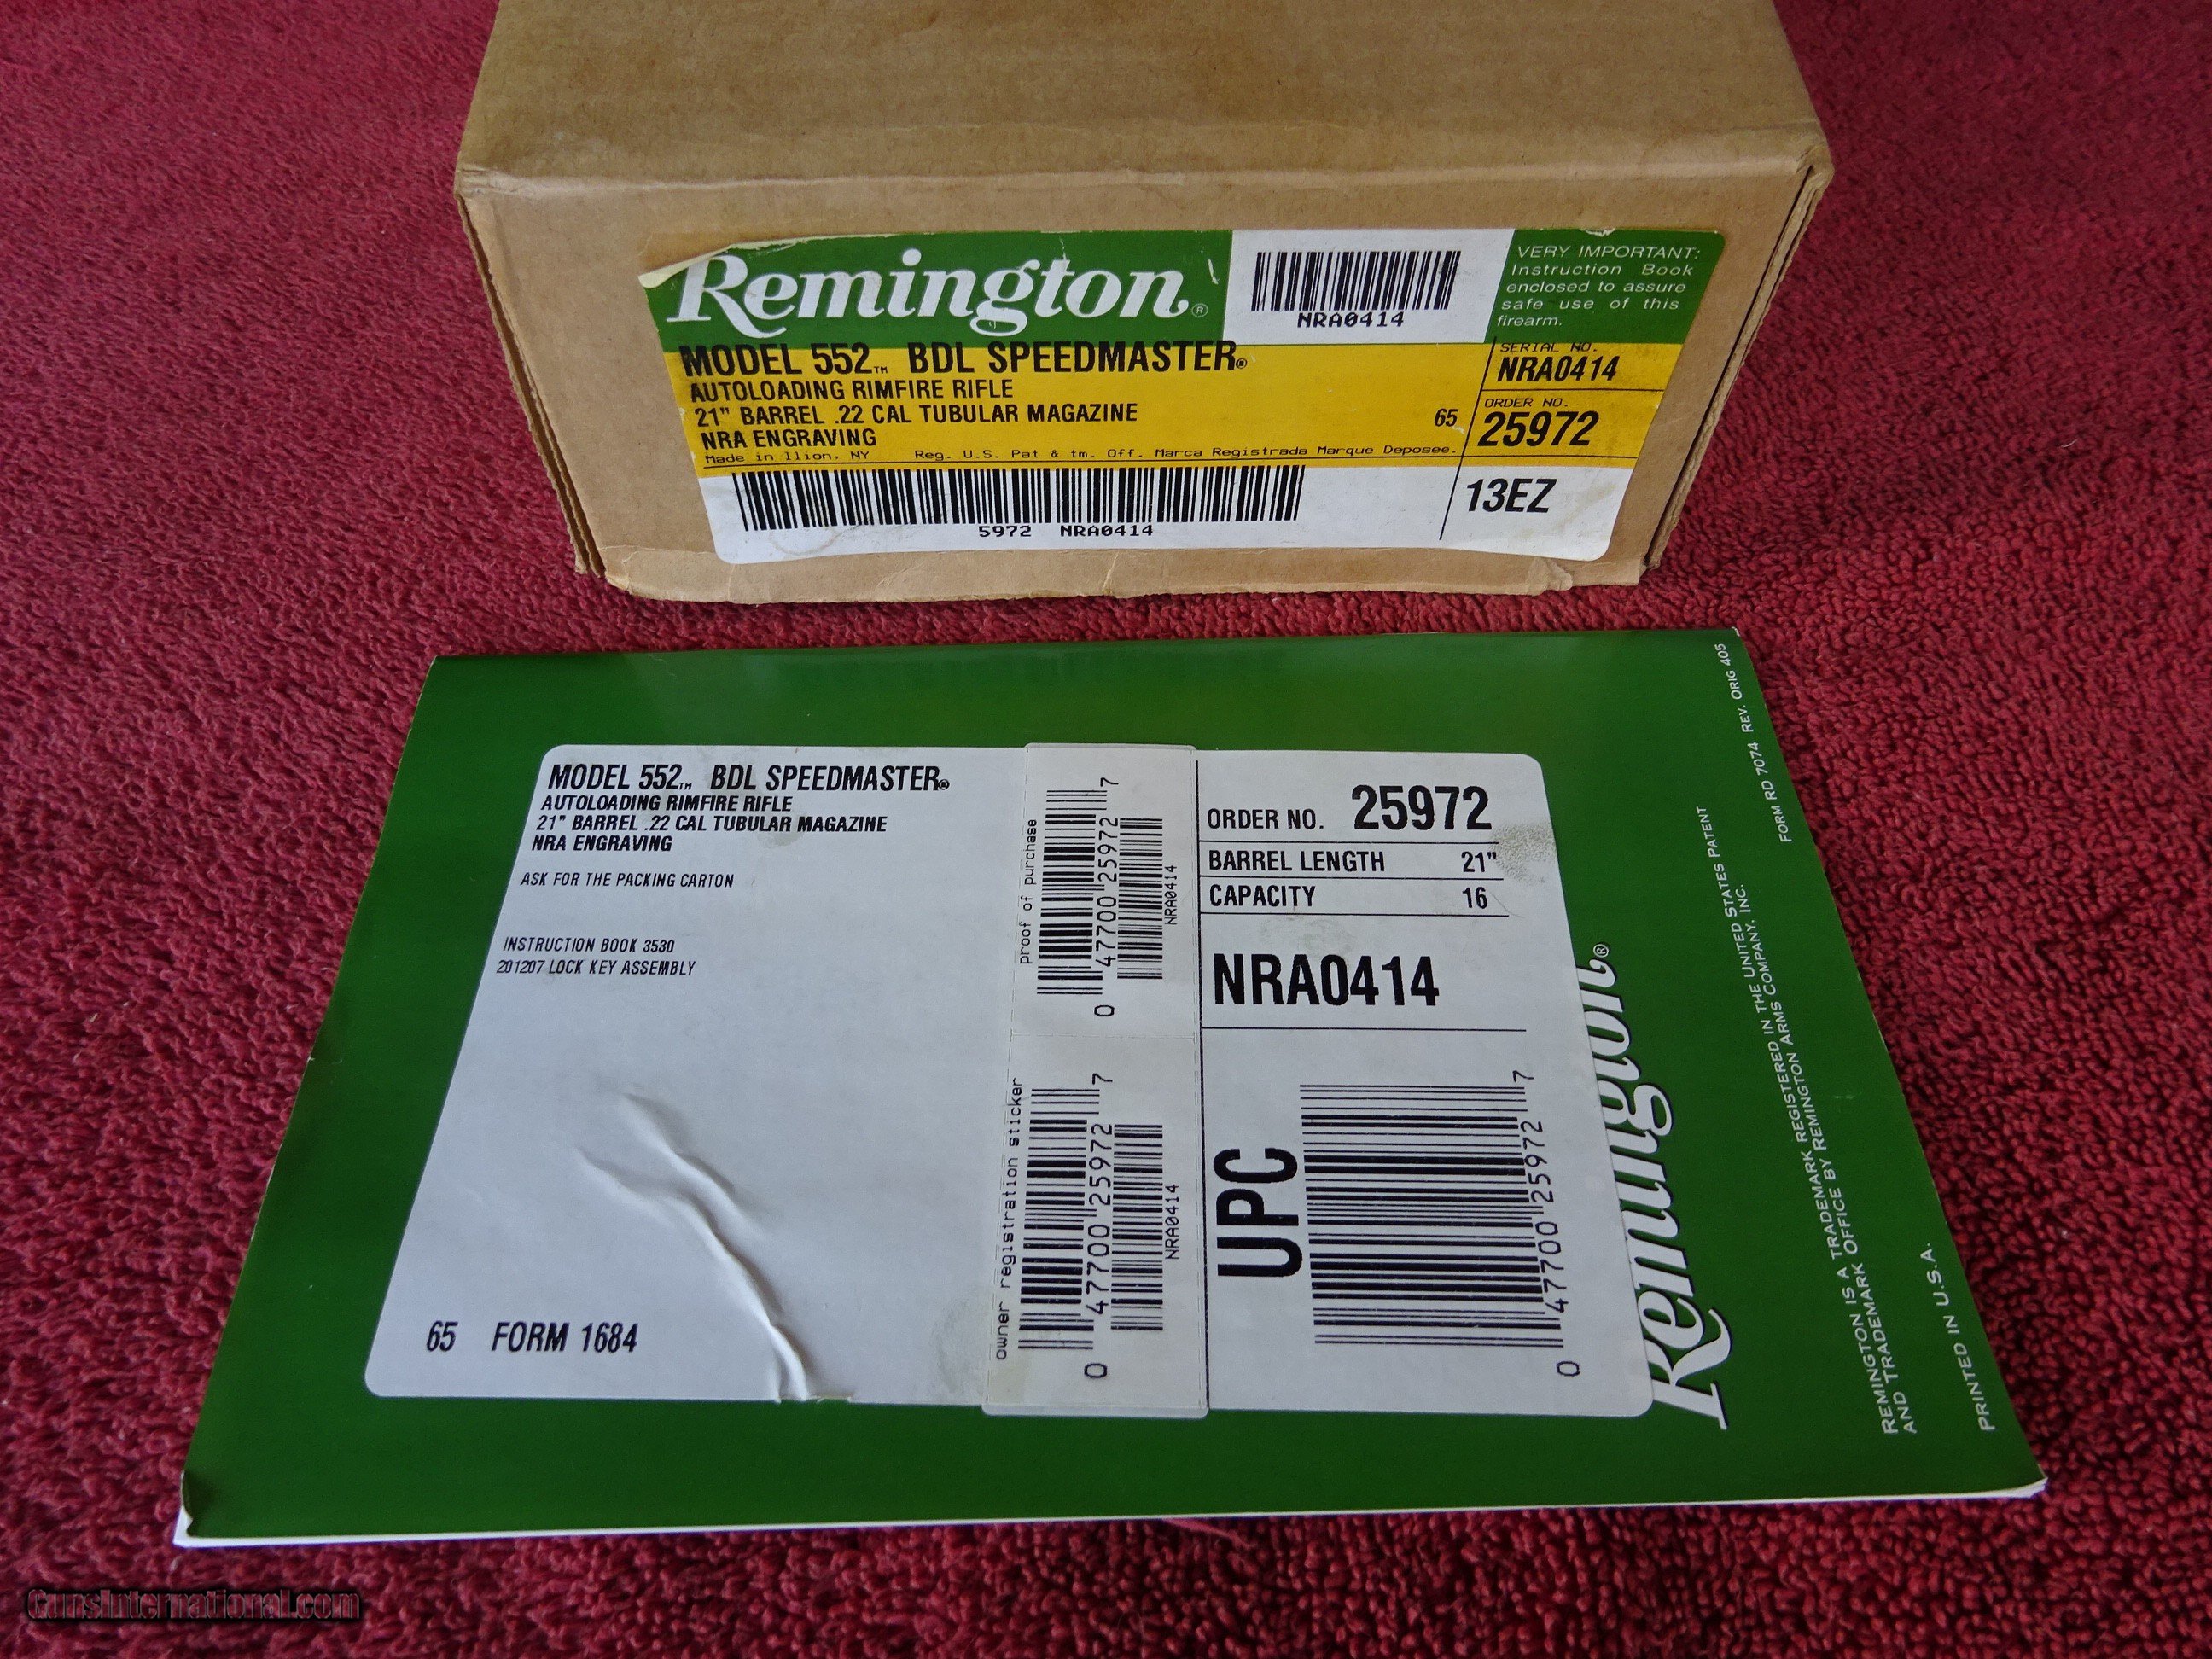 Remington®
NRA0414
VERY IMPORTANT:
Instruction Book
enclosed to assure
safe use of this
firearm.
MODEL 552™ BDL SPEEDMASTER®
AUTOLOADING RIMFIRE RIFLE
21" BARREL .22 CAL TUBULAR MAGAZINE
65
NRA ENGRAVING
Made in Ilion, NY Reg. U.S. Pat & tm. Off. Marca Registrada Marque Deposee.
SERIAL NO.
NRA0414
ORDER NO.
25972
5972 NRA0414
13EZ
MODEL 552™ BDL SPEEDMASTER®
AUTOLOADING RIMFIRE RIFLE
21" BARREL .22 CAL TUBULAR MAGAZINE
NRA ENGRAVING
ASK FOR THE PACKING CARTON
INSTRUCTION BOOK 3530
201207 LOCK KEY ASSEMBLY
65 FORM 1684
proof of purchase
0 47700 25972 7
NRA0414
owner registration sticker
0 47700 25972 7
NRA0414
ORDER NO. 25972
BARREL LENGTH 21"
CAPACITY 16
NRA0414
UPC
0 47700 25972 7
Remington®
REMINGTON IS A TRADEMARK REGISTERED IN THE UNITED STATES PATENT
AND TRADEMARK OFFICE BY REMINGTON ARMS COMPANY, INC.
PRINTED IN U.S.A.
FORM RD 7074 REV. ORIG 405
GunsInternational.com